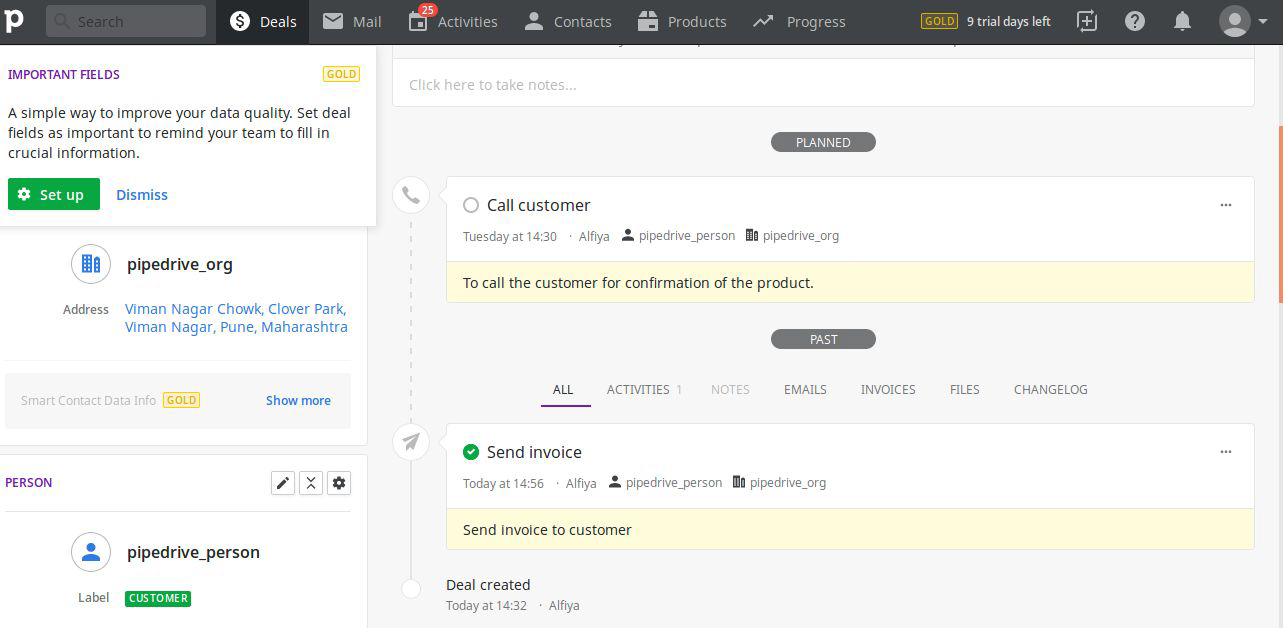 p
Search
Deals
Mail
25
Activities
Contacts
Products
Progress
GOLD 9 trial days left
IMPORTANT FIELDS
GOLD
A simple way to improve your data quality. Set deal
fields as important to remind your team to fill in
crucial information.
Set up
Dismiss
pipedrive_org
Address
Viman Nagar Chowk, Clover Park,
Viman Nagar, Pune, Maharashtra
Smart Contact Data Info GOLD
Show more
PERSON
pipedrive_person
Label
CUSTOMER
Click here to take notes...
PLANNED
Call customer
...
Tuesday at 14:30 · Alfiya pipedrive_person pipedrive_org
To call the customer for confirmation of the product.
PAST
ALL
ACTIVITIES 1
NOTES
EMAILS
INVOICES
FILES
CHANGELOG
Send invoice
...
Today at 14:56 · Alfiya pipedrive_person pipedrive_org
Send invoice to customer
Deal created
Today at 14:32 · Alfiya